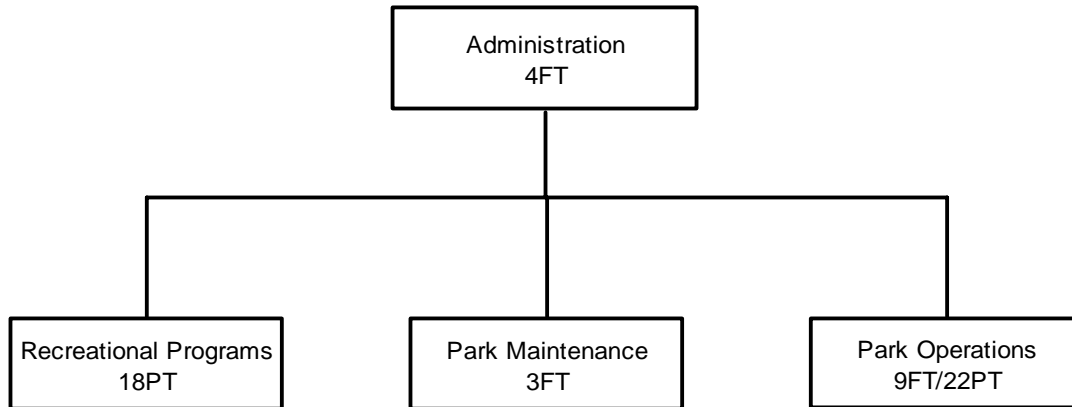 Administration
4FT
Recreational Programs
18PT
Park Maintenance
3FT
Park Operations
9FT/22PT